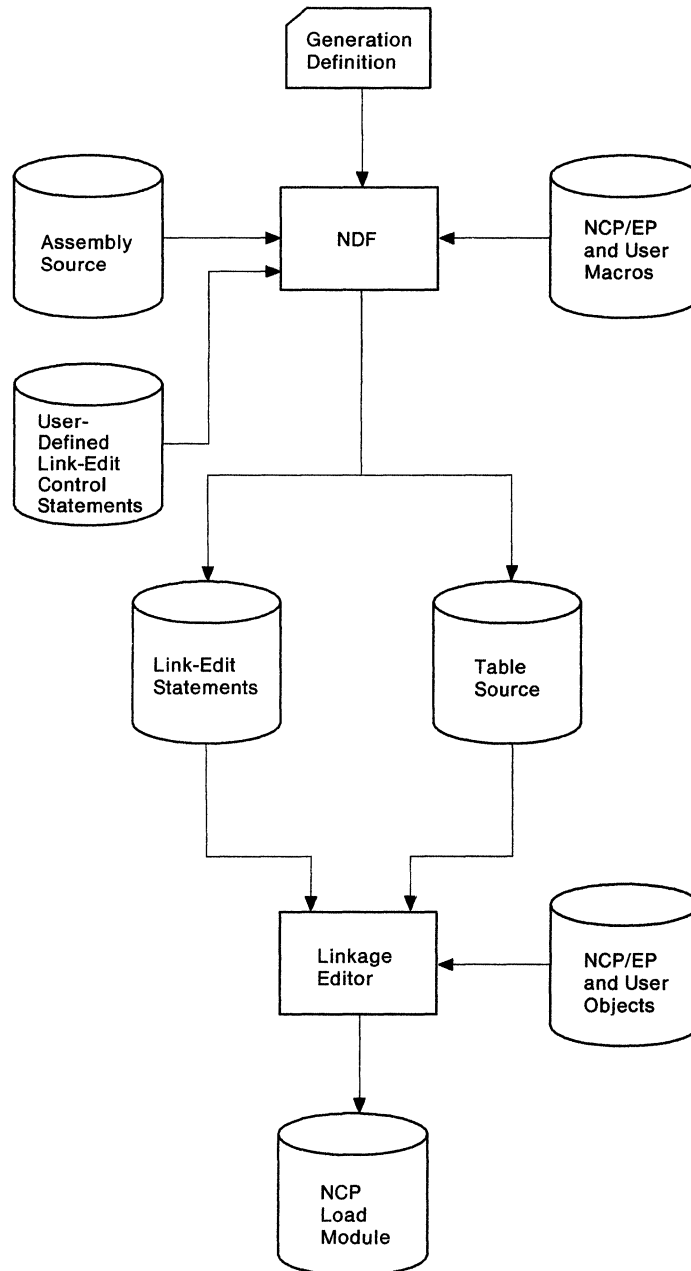 Generation
Definition
Assembly
Source
NDF
NCP/EP
and User
Macros
User-
Defined
Link-Edit
Control
Statements
Link-Edit
Statements
Table
Source
Linkage
Editor
NCP/EP
and User
Objects
NCP
Load
Module